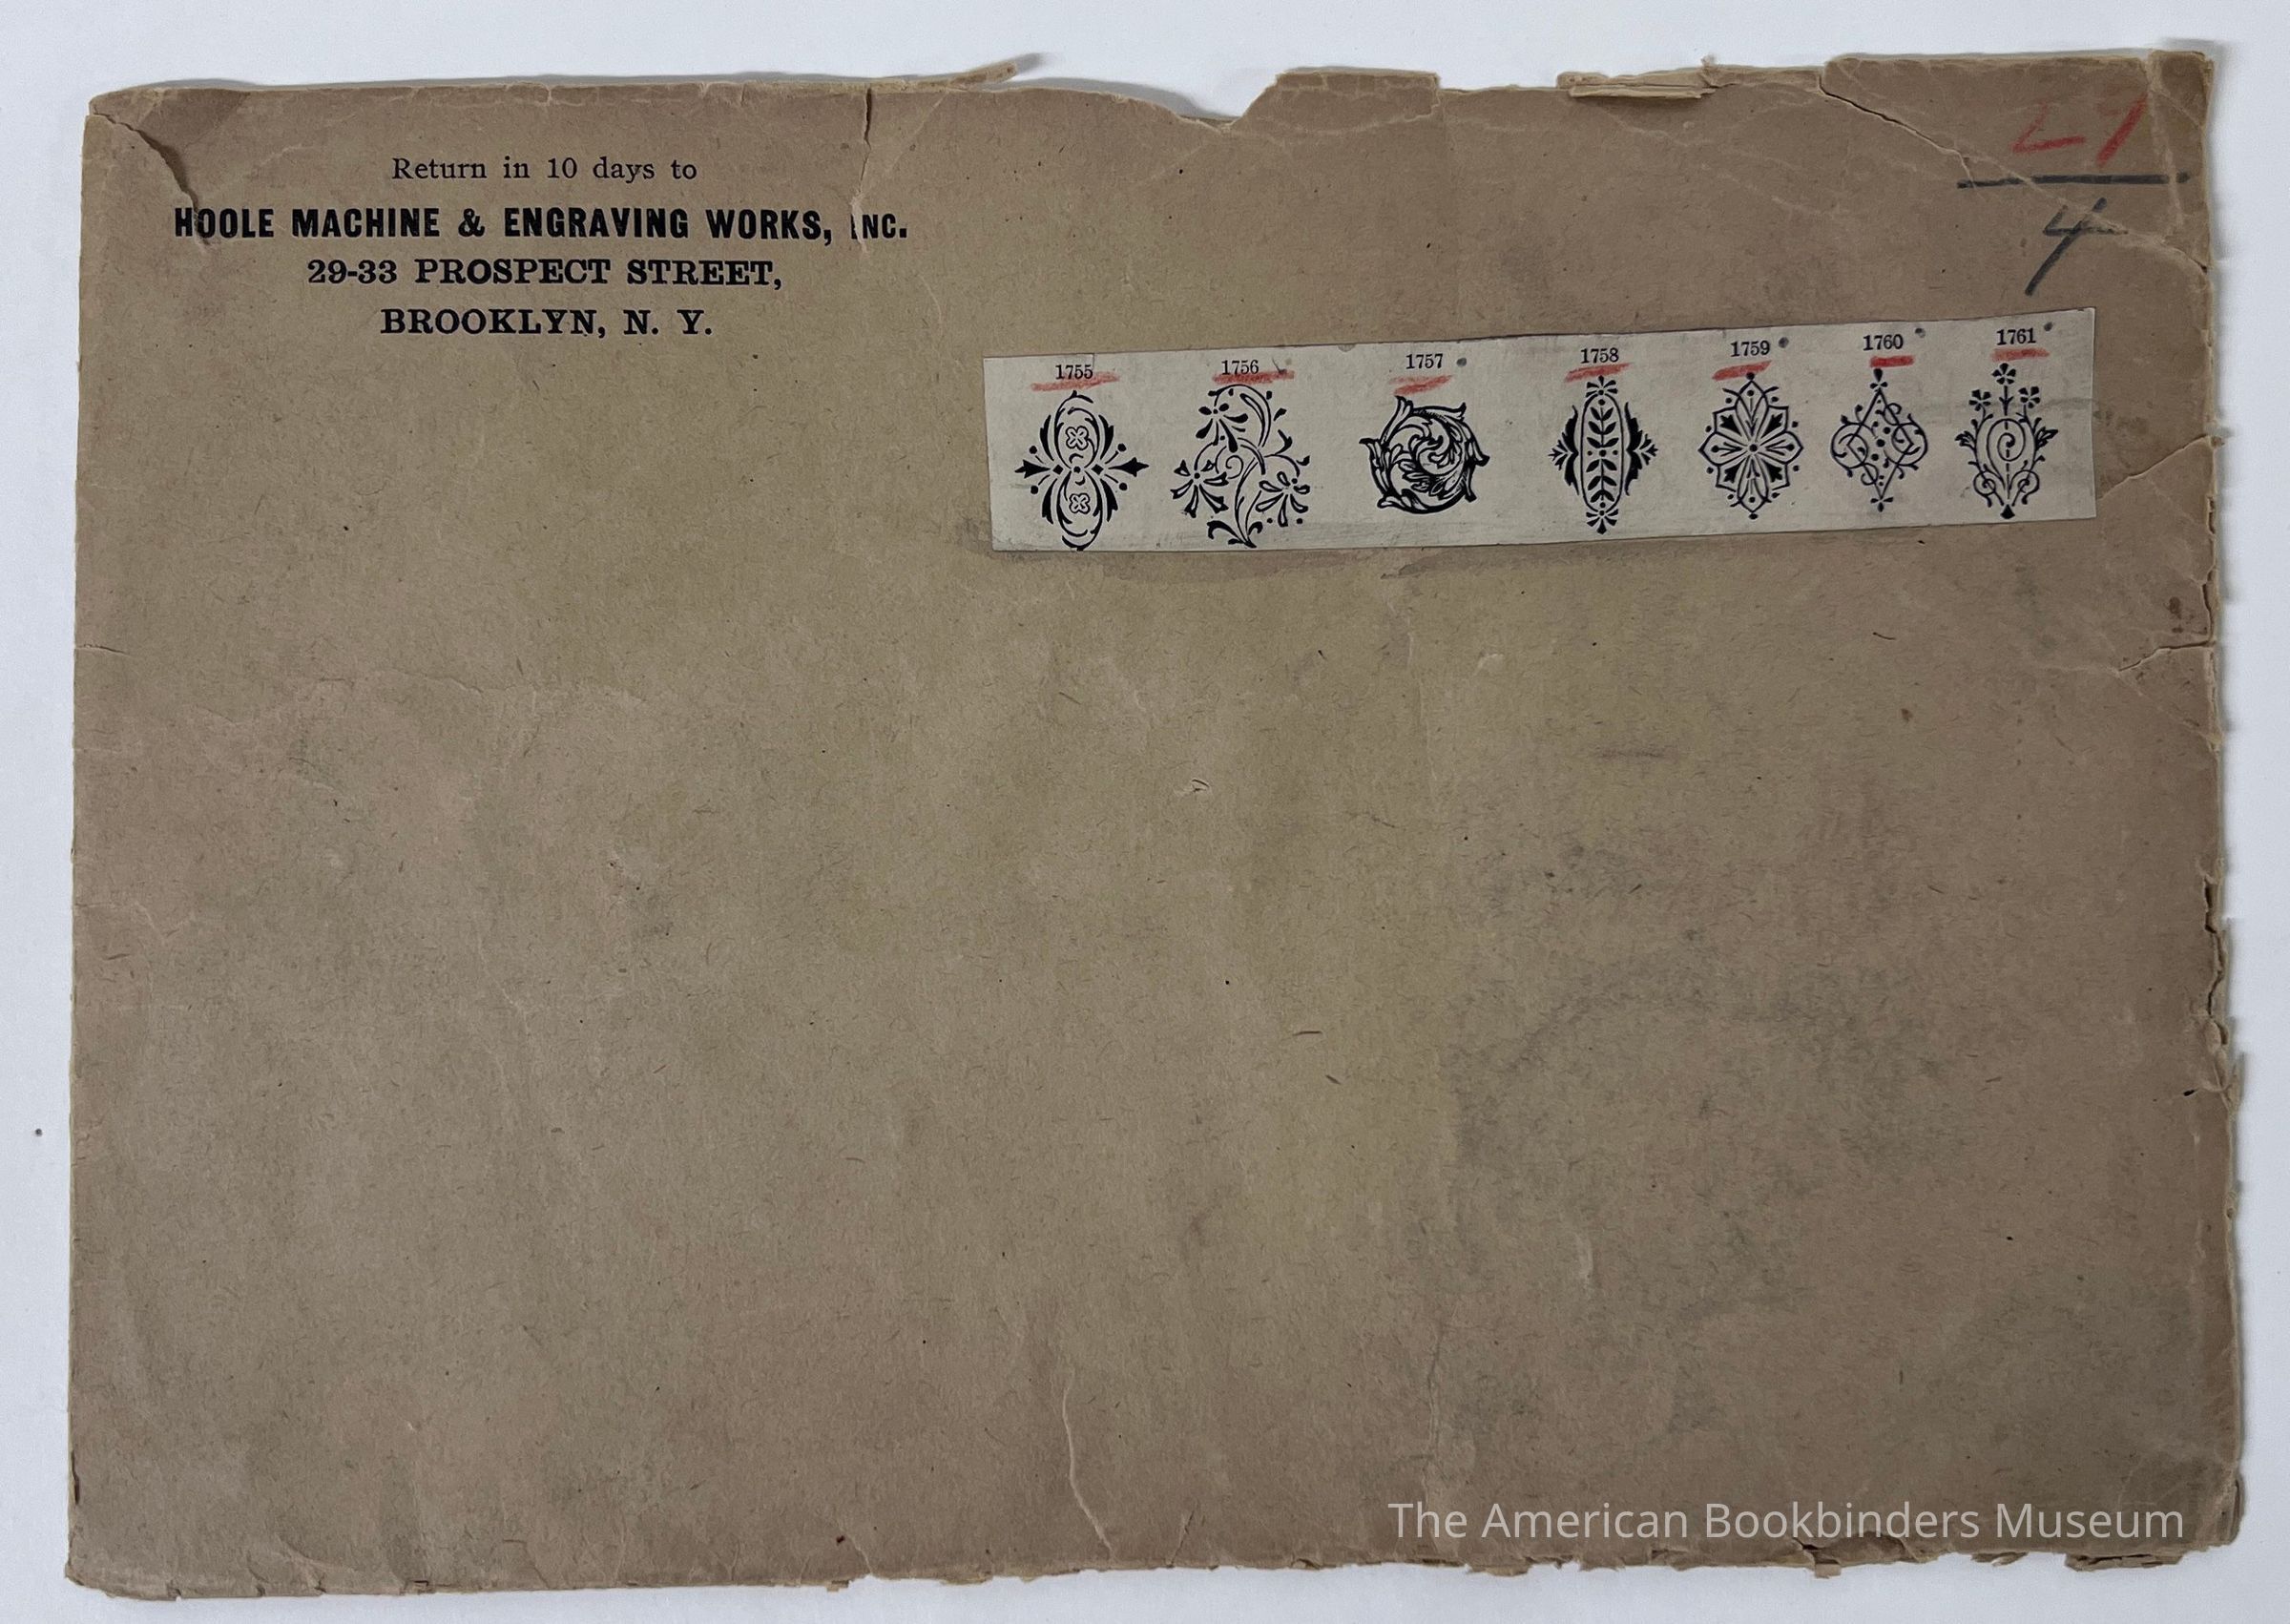 Return in 10 days to
HOOLE MACHINE & ENGRAVING WORKS, INC.
29-33 PROSPECT STREET,
BROOKLYN, N. Y.
4
1755 1756 1757 1758 1759 1760 1761
The American Bookbinders Museum